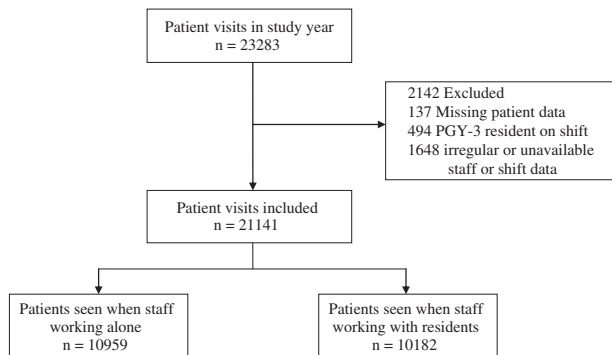 Patient visits in study year
n = 23283
2142 Excluded
137 Missing patient data
494 PGY-3 resident on shift
1648 irregular or unavailable
staff or shift data
Patient visits included
n = 21141
Patients seen when staff
working alone
n = 10959
Patients seen when staff
working with residents
n = 10182